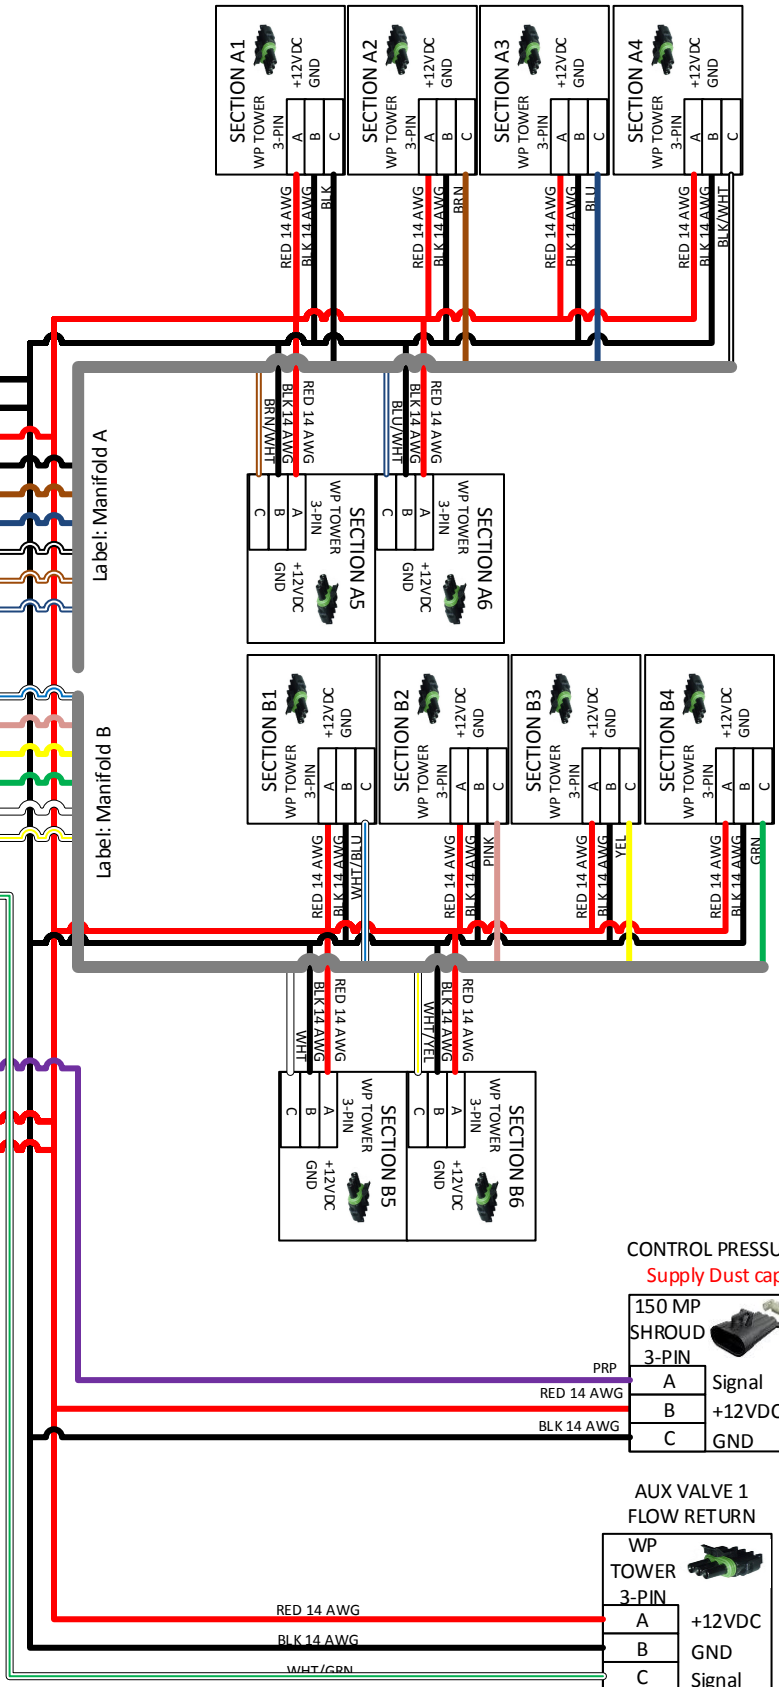 SECTION A1
WP TOWER
3-PIN
+12VDC
GND
A
B
C
RED 14 AWG
BLK 14 AWG
BLK
SECTION A2
WP TOWER
3-PIN
+12VDC
GND
A
B
C
RED 14 AWG
BLK 14 AWG
BRN
SECTION A3
WP TOWER
3-PIN
+12VDC
GND
A
B
C
RED 14 AWG
BLK 14 AWG
BLU
SECTION A4
WP TOWER
3-PIN
+12VDC
GND
A
B
C
RED 14 AWG
BLK 14 AWG
BLK/WHT
Label: Manifold A
RED 14 AWG
BLK 14 AWG
BRN/WHT
SECTION A5
WP TOWER
3-PIN
A
B
C
+12VDC
GND
RED 14 AWG
BLK 14 AWG
BLU/WHT
SECTION A6
WP TOWER
3-PIN
A
B
C
+12VDC
GND
Label: Manifold B
SECTION B1
WP TOWER
3-PIN
+12VDC
GND
A
B
C
RED 14 AWG
BLK 14 AWG
WHT/BLU
SECTION B2
WP TOWER
3-PIN
+12VDC
GND
A
B
C
RED 14 AWG
BLK 14 AWG
PINK
SECTION B3
WP TOWER
3-PIN
+12VDC
GND
A
B
C
RED 14 AWG
BLK 14 AWG
YEL
SECTION B4
WP TOWER
3-PIN
+12VDC
GND
A
B
C
RED 14 AWG
BLK 14 AWG
GRN
RED 14 AWG
BLK 14 AWG
WHT
SECTION B5
WP TOWER
3-PIN
A
B
C
+12VDC
GND
RED 14 AWG
BLK 14 AWG
WHT/YEL
SECTION B6
WP TOWER
3-PIN
A
B
C
+12VDC
GND
CONTROL PRESSU
Supply Dust cap
150 MP
SHROUD
3-PIN
PRP
A Signal
RED 14 AWG
B +12VDC
BLK 14 AWG
C GND
AUX VALVE 1
FLOW RETURN
WP
TOWER
3-PIN
RED 14 AWG
A +12VDC
BLK 14 AWG
B GND
WHT/GRN
C Signal